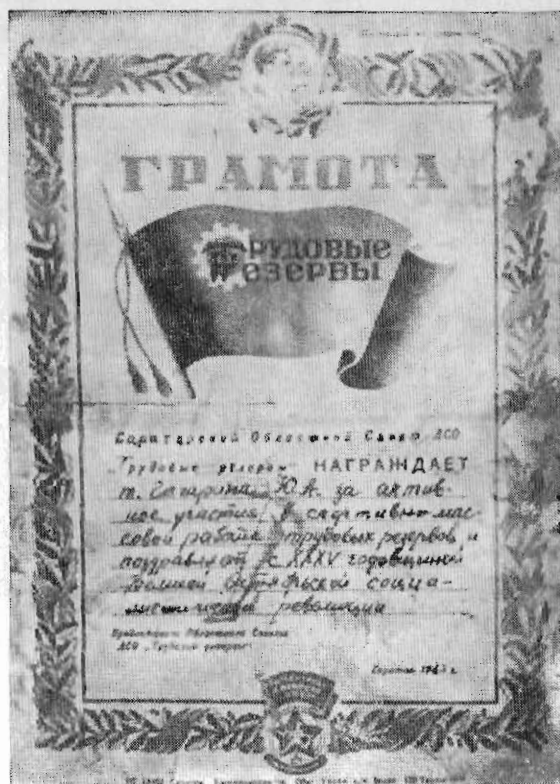 ГРАМОТА
ТРУДОВЫЕ
РЕЗЕРВЫ
Саратовский Областной Совет ДСО
"Трудовые резервы" НАГРАЖДАЕТ
т. Гагарина Ю.А. за актив-
ное участие в спортивно-мас-
совой работе трудовых резервов и
поздравляет с XXXV годовщиной
Великой Октябрьской социа-
листической революции
Председатель Областного Совета
ДСО "Трудовые резервы"
Саратов